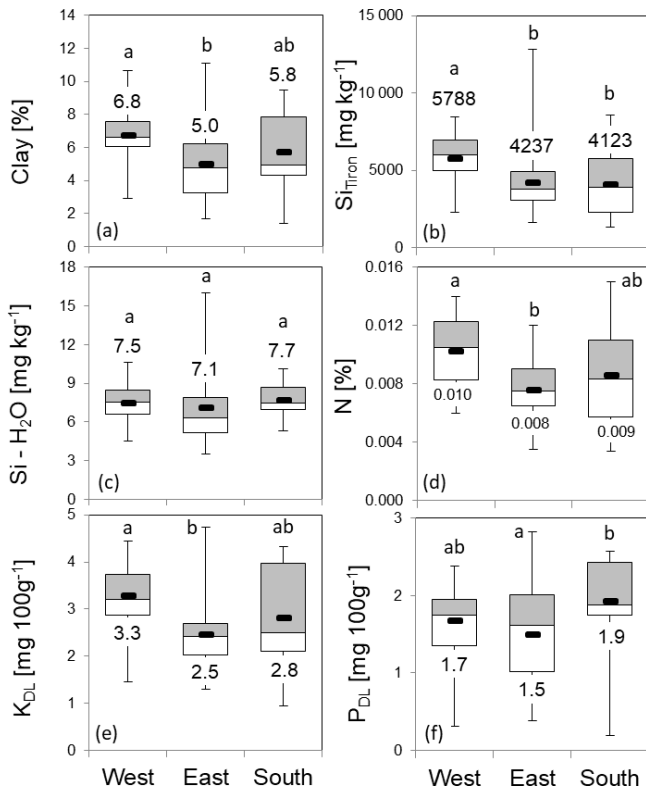 Clay [%]
14
12
10
8
6
4
2
0
a
b
ab
6.8
5.0
5.8
(a)
Si Tiron [mg kg-1]
15 000
10 000
5000
0
a
b
b
5788
4237
4123
(b)
Si - H2O [mg kg-1]
18
15
12
9
6
3
0
a
a
a
7.5
7.1
7.7
(c)
N [%]
0.016
0.012
0.008
0.004
0.000
a
b
ab
0.010
0.008
0.009
(d)
KDL [mg 100g-1]
5
4
3
2
1
0
a
b
ab
3.3
2.5
2.8
(e)
West East South
PDL [mg 100g-1]
3
2
1
0
ab
a
b
1.7
1.5
1.9
(f)
West East South